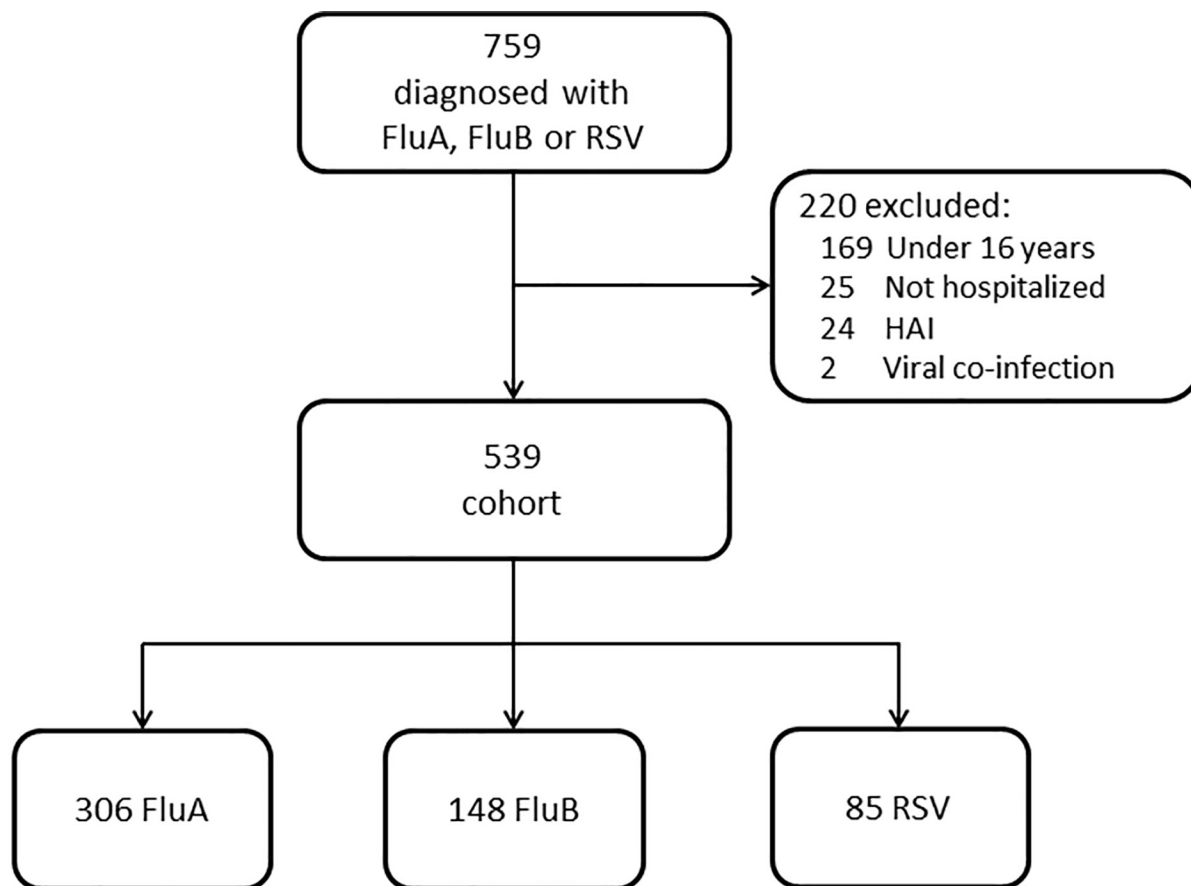 759
diagnosed with
FluA, FluB or RSV
220 excluded:
169 Under 16 years
25 Not hospitalized
24 HAI
2 Viral co-infection
539
cohort
306 FluA
148 FluB
85 RSV